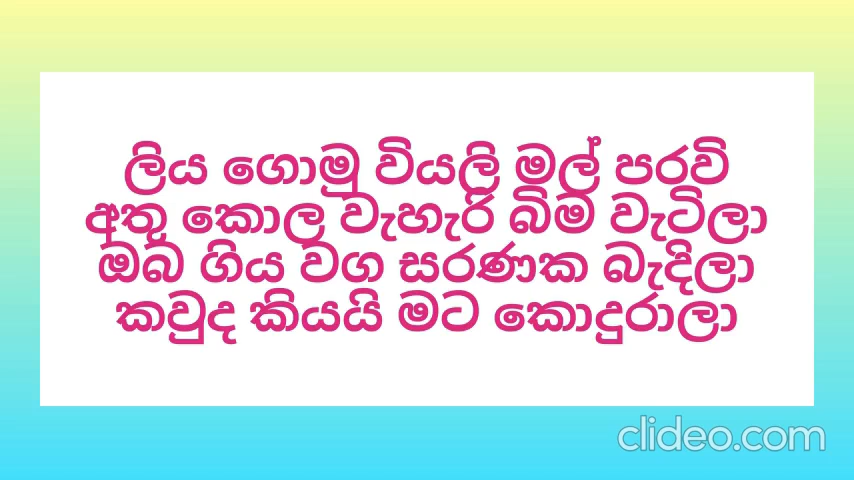 ලිය ගොමු වියලි මල් පරවි
අතු කොල වැහැරි බිම වැටිලා
ඔබ ගිය වග සරණක බැදිලා
කවුද කියයි මට කොදුරාලා
clideo.com